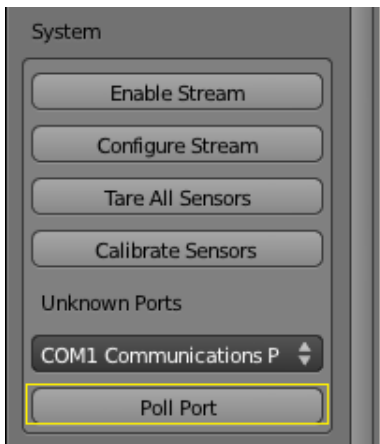 System
Enable Stream
Configure Stream
Tare All Sensors
Calibrate Sensors
Unknown Ports
COM1 Communications P
Poll Port